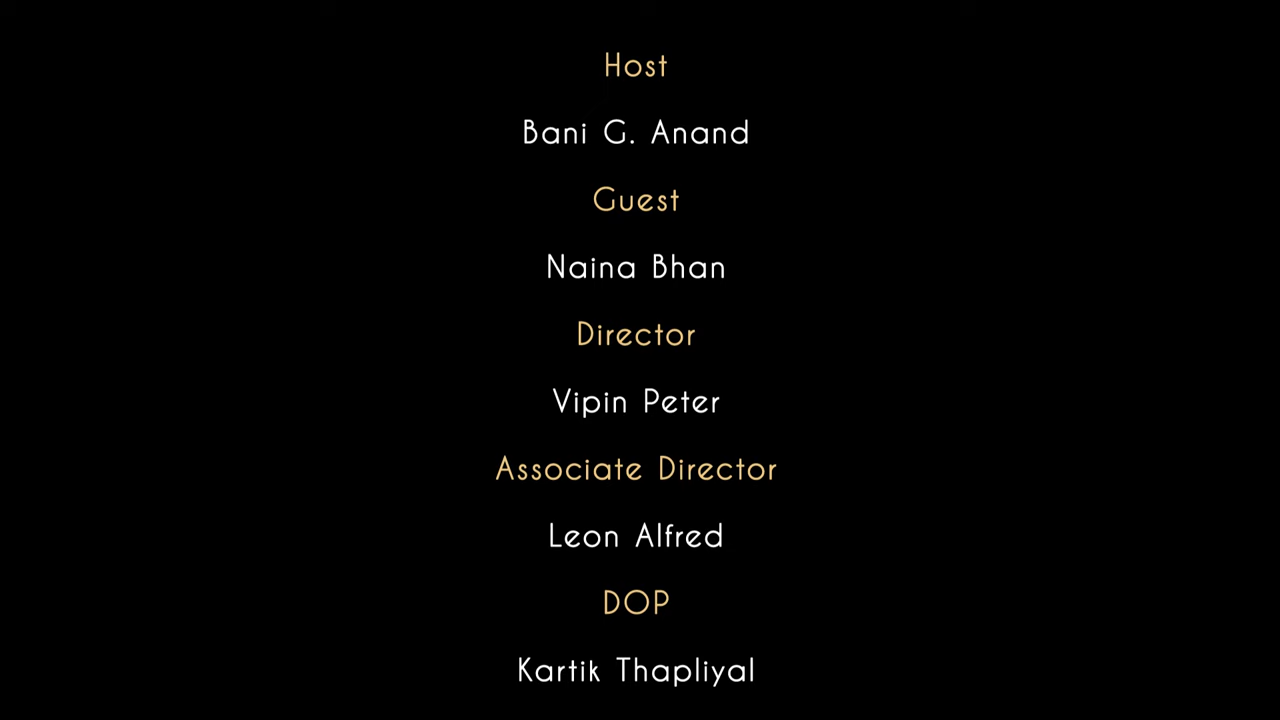 Host
Bani G. Anand
Guest
Naina Bhan
Director
Vipin Peter
Associate Director
Leon Alfred
DOP
Kartik Thapliyal